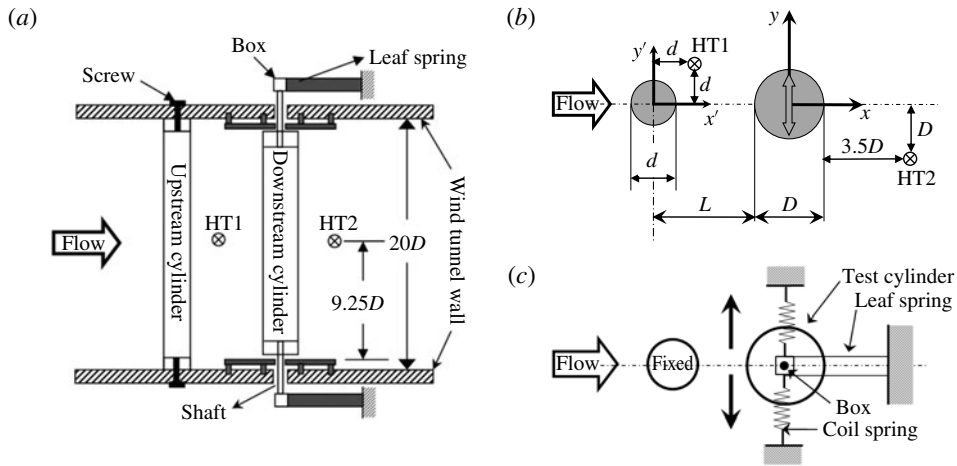 (a)
Box
Leaf spring
Screw
Upstream cylinder
Downstream cylinder
HT1
HT2
Flow
20D
9.25D
Wind tunnel wall
Shaft
(b)
y
y′
d
HT1
d
Flow
x′
x
D
3.5D
HT2
d
L
D
(c)
Test cylinder
Leaf spring
Flow
Fixed
Box
Coil spring